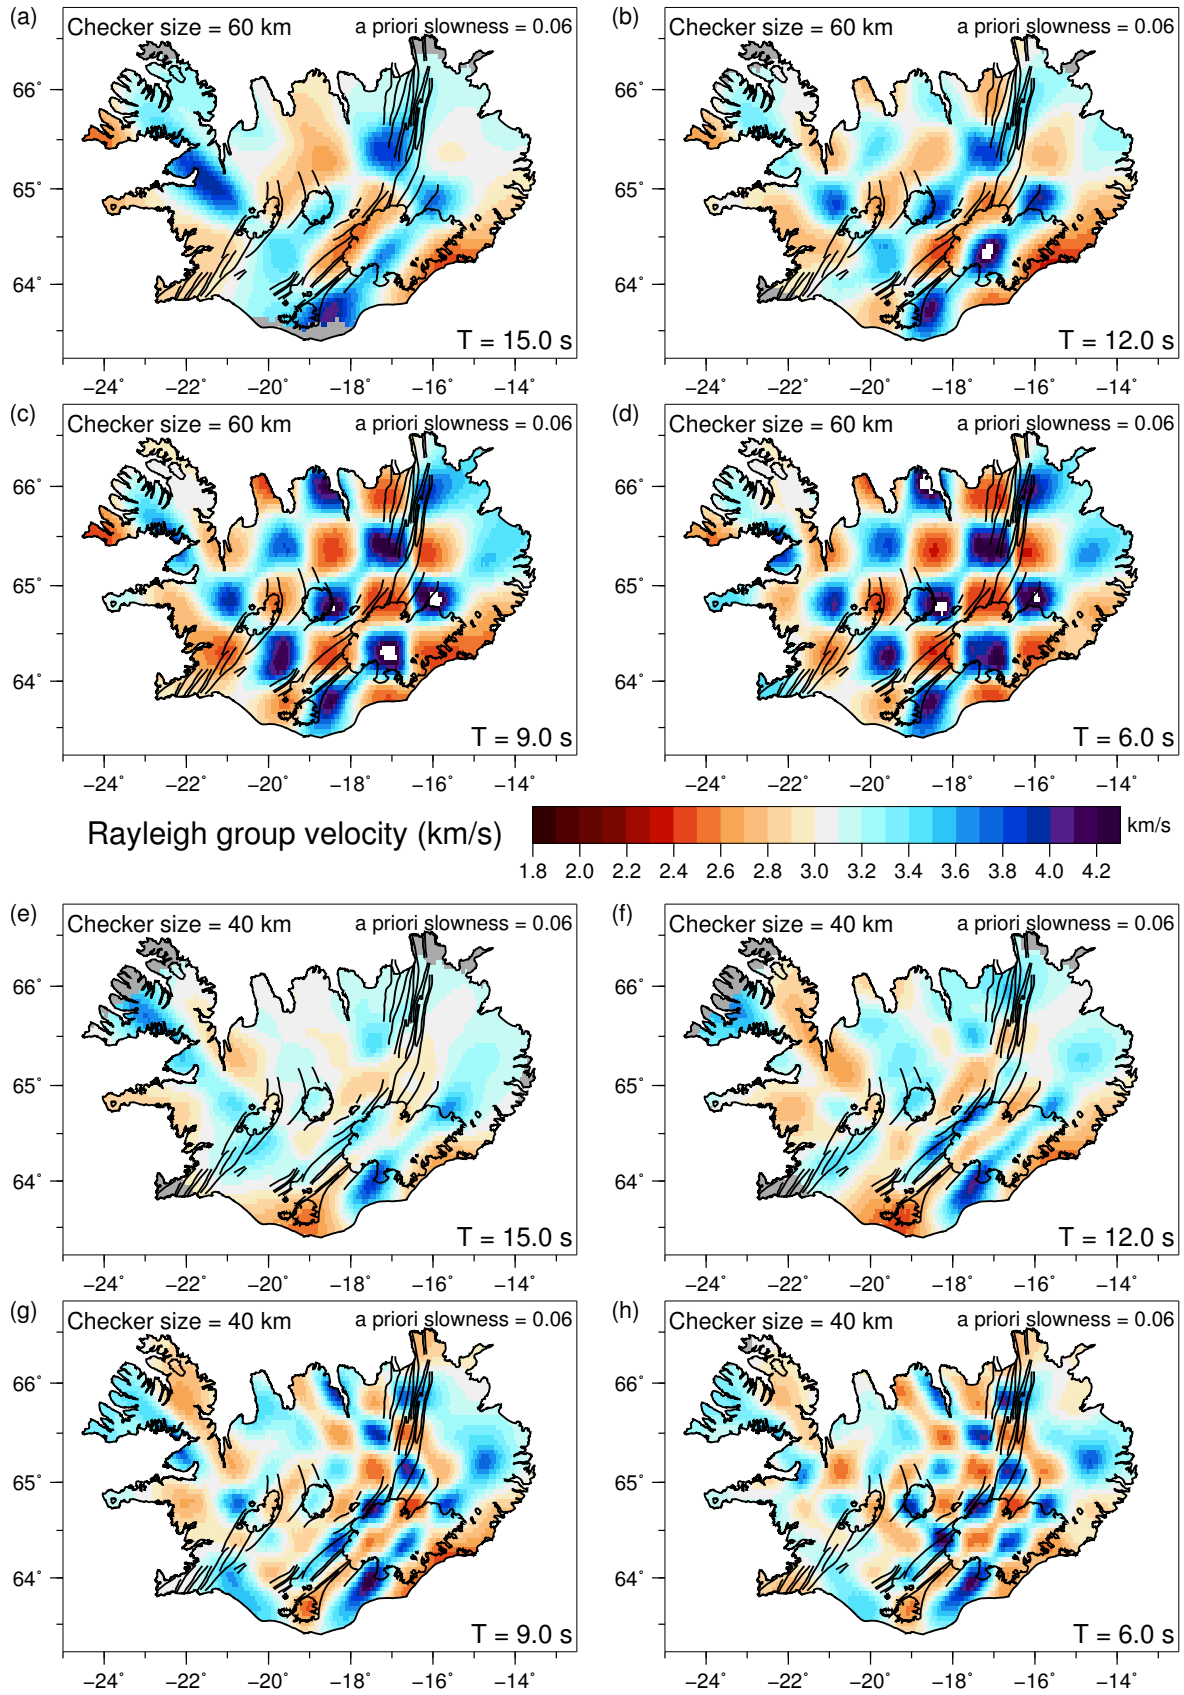 (a) Checker size = 60 km a priori slowness = 0.06
(b) Checker size = 60 km a priori slowness = 0.06
66˚
65˚
64˚
T = 15.0 s
66˚
65˚
64˚
T = 12.0 s
−24˚ −22˚ −20˚ −18˚ −16˚ −14˚
−24˚ −22˚ −20˚ −18˚ −16˚ −14˚
(c) Checker size = 60 km a priori slowness = 0.06
(d) Checker size = 60 km a priori slowness = 0.06
66˚
65˚
64˚
T = 9.0 s
66˚
65˚
64˚
T = 6.0 s
−24˚ −22˚ −20˚ −18˚ −16˚ −14˚
−24˚ −22˚ −20˚ −18˚ −16˚ −14˚
Rayleigh group velocity (km/s)
km/s
1.8 2.0 2.2 2.4 2.6 2.8 3.0 3.2 3.4 3.6 3.8 4.0 4.2
(e) Checker size = 40 km a priori slowness = 0.06
(f) Checker size = 40 km a priori slowness = 0.06
66˚
65˚
64˚
T = 15.0 s
66˚
65˚
64˚
T = 12.0 s
−24˚ −22˚ −20˚ −18˚ −16˚ −14˚
−24˚ −22˚ −20˚ −18˚ −16˚ −14˚
(g) Checker size = 40 km a priori slowness = 0.06
(h) Checker size = 40 km a priori slowness = 0.06
66˚
65˚
64˚
T = 9.0 s
66˚
65˚
64˚
T = 6.0 s
−24˚ −22˚ −20˚ −18˚ −16˚ −14˚
−24˚ −22˚ −20˚ −18˚ −16˚ −14˚